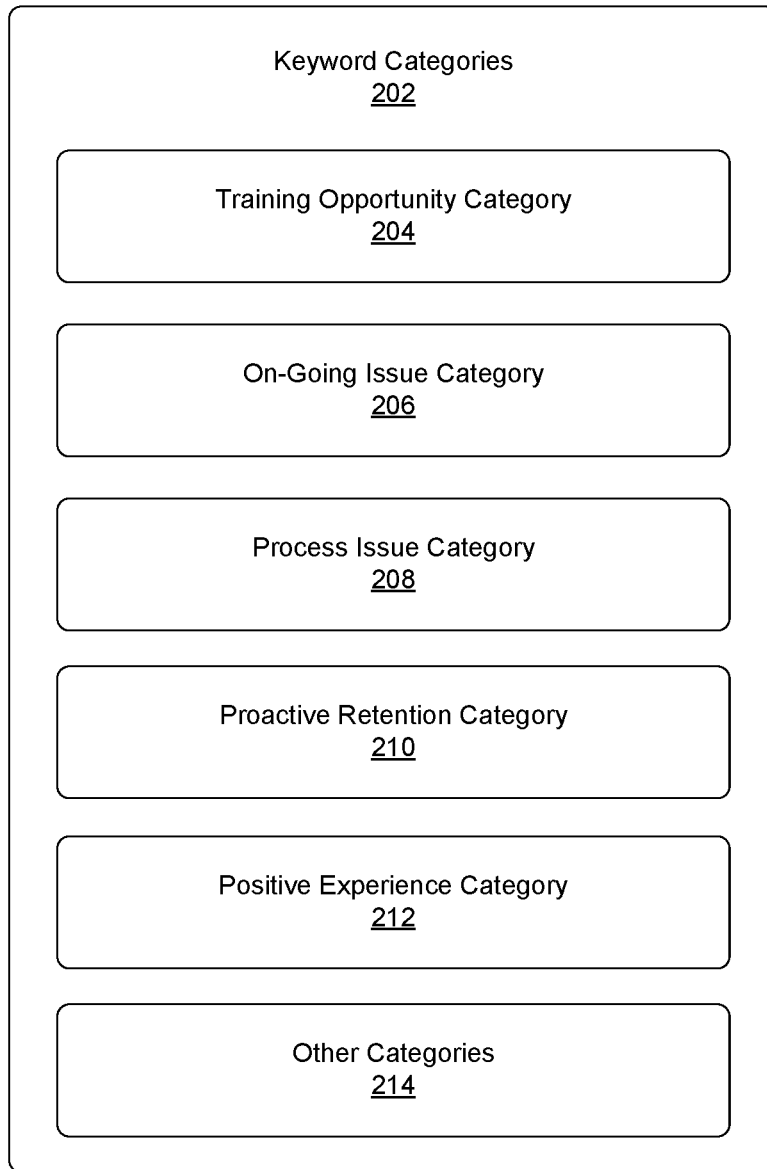 Keyword Categories
202
Training Opportunity Category
204
On-Going Issue Category
206
Process Issue Category
208
Proactive Retention Category
210
Positive Experience Category
212
Other Categories
214